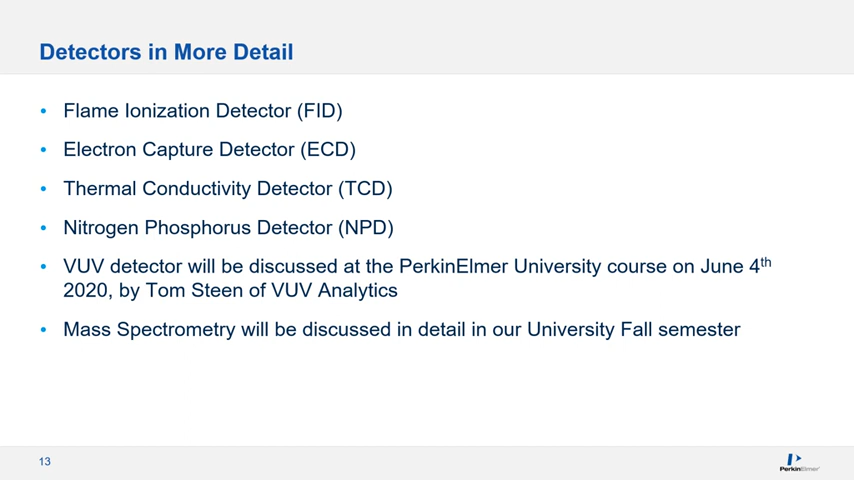 Detectors in More Detail
• Flame Ionization Detector (FID)
• Electron Capture Detector (ECD)
• Thermal Conductivity Detector (TCD)
• Nitrogen Phosphorus Detector (NPD)
• VUV detector will be discussed at the PerkinElmer University course on June 4th
2020, by Tom Steen of VUV Analytics
• Mass Spectrometry will be discussed in detail in our University Fall semester
13
PerkinElmer